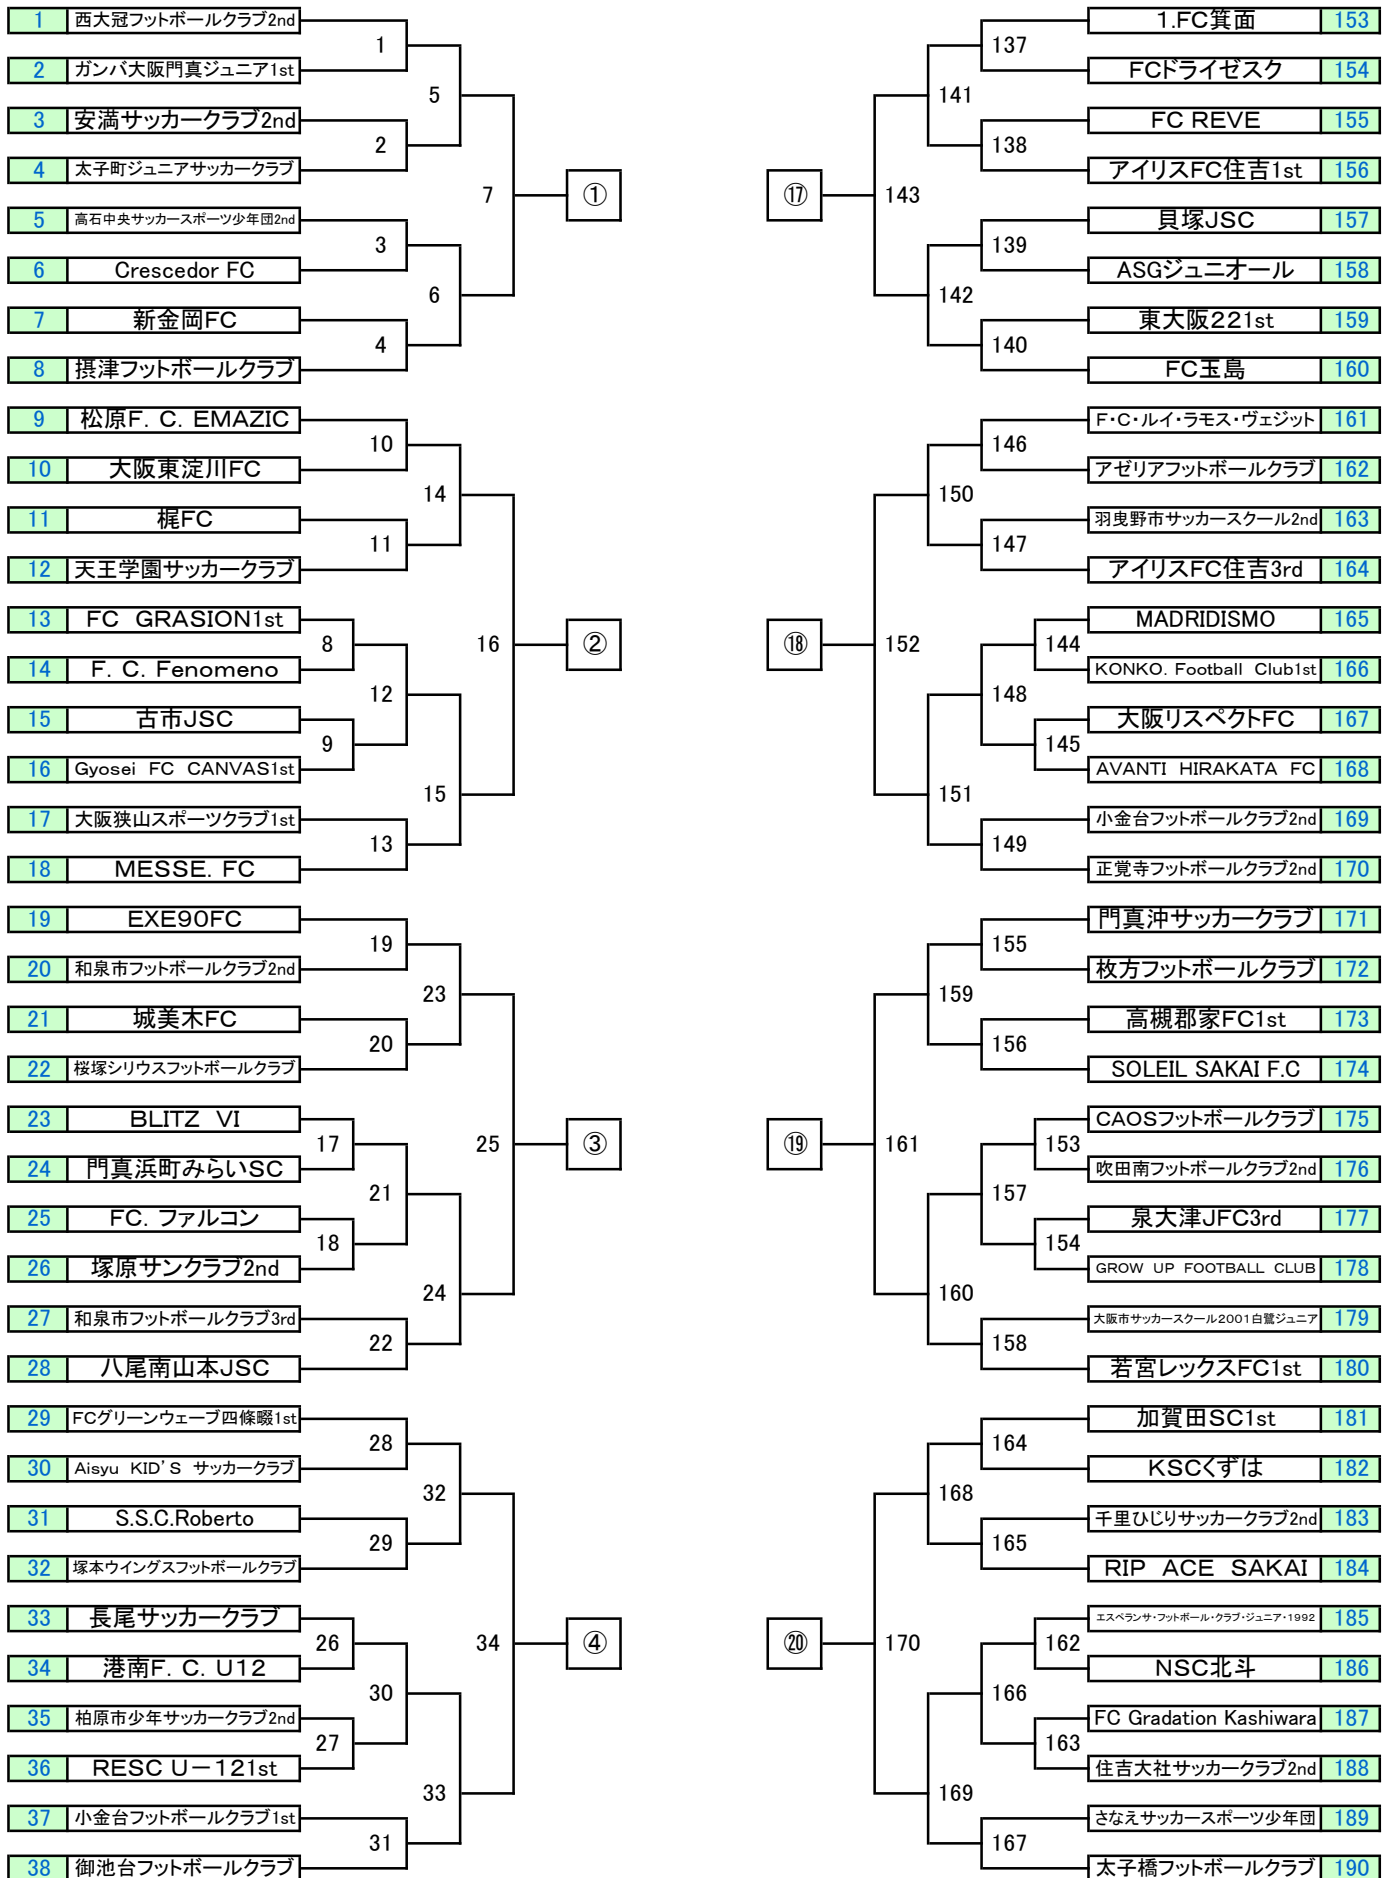 1 西大冠フットボールクラブ2nd
1
2 ガンバ大阪門真ジュニア1st
5
3 安満サッカークラブ2nd
2
4 太子町ジュニアサッカークラブ
7
①
5 高石中央サッカースポーツ少年団2nd
3
6 Crescedor FC
6
7 新金岡FC
4
8 摂津フットボールクラブ
9 松原F. C. EMAZIC
10
10 大阪東淀川FC
14
11 梶FC
11
12 天王学園サッカークラブ
13 FC GRASION1st
8
16
②
14 F. C. Fenomeno
12
15 古市JSC
9
16 Gyosei FC CANVAS1st
15
17 大阪狭山スポーツクラブ1st
13
18 MESSE. FC
19 EXE90FC
19
20 和泉市フットボールクラブ2nd
23
21 城美木FC
20
22 桜塚シリウスフットボールクラブ
23 BLITZ VI
17
25
③
24 門真浜町みらいSC
21
25 FC. ファルコン
18
26 塚原サンクラブ2nd
24
27 和泉市フットボールクラブ3rd
22
28 八尾南山本JSC
29 FCグリーンウェーブ四條畷1st
28
30 Aisyu KID'S サッカークラブ
32
31 S.S.C.Roberto
29
32 塚本ウイングスフットボールクラブ
33 長尾サッカークラブ
26
34
④
34 港南F. C. U12
30
35 柏原市少年サッカークラブ2nd
27
36 RESC U－121st
33
37 小金台フットボールクラブ1st
31
38 御池台フットボールクラブ
1.FC箕面 153
137
FCドライゼスク 154
141
FC REVE 155
138
アイリスFC住吉1st 156
⑰
143
貝塚JSC 157
139
ASGジュニオール 158
142
東大阪221st 159
140
FC玉島 160
F・C・ルイ・ラモス・ヴェジット 161
146
アゼリアフットボールクラブ 162
150
羽曳野市サッカースクール2nd 163
147
アイリスFC住吉3rd 164
MADRIDISMO 165
⑱
152
144
KONKO. Football Club1st 166
148
大阪リスペクトFC 167
145
AVANTI HIRAKATA FC 168
151
小金台フットボールクラブ2nd 169
149
正覚寺フットボールクラブ2nd 170
門真沖サッカークラブ 171
155
枚方フットボールクラブ 172
159
高槻郡家FC1st 173
156
SOLEIL SAKAI F.C 174
CAOSフットボールクラブ 175
⑲
161
153
吹田南フットボールクラブ2nd 176
157
泉大津JFC3rd 177
154
GROW UP FOOTBALL CLUB 178
160
大阪市サッカースクール2001白鷺ジュニア 179
158
若宮レックスFC1st 180
加賀田SC1st 181
164
KSCくずは 182
168
千里ひじりサッカークラブ2nd 183
165
RIP ACE SAKAI 184
エスペランサ・フットボール・クラブ・ジュニア・1992 185
⑳
170
162
NSC北斗 186
166
FC Gradation Kashiwara 187
163
住吉大社サッカークラブ2nd 188
169
さなえサッカースポーツ少年団 189
167
太子橋フットボールクラブ 190